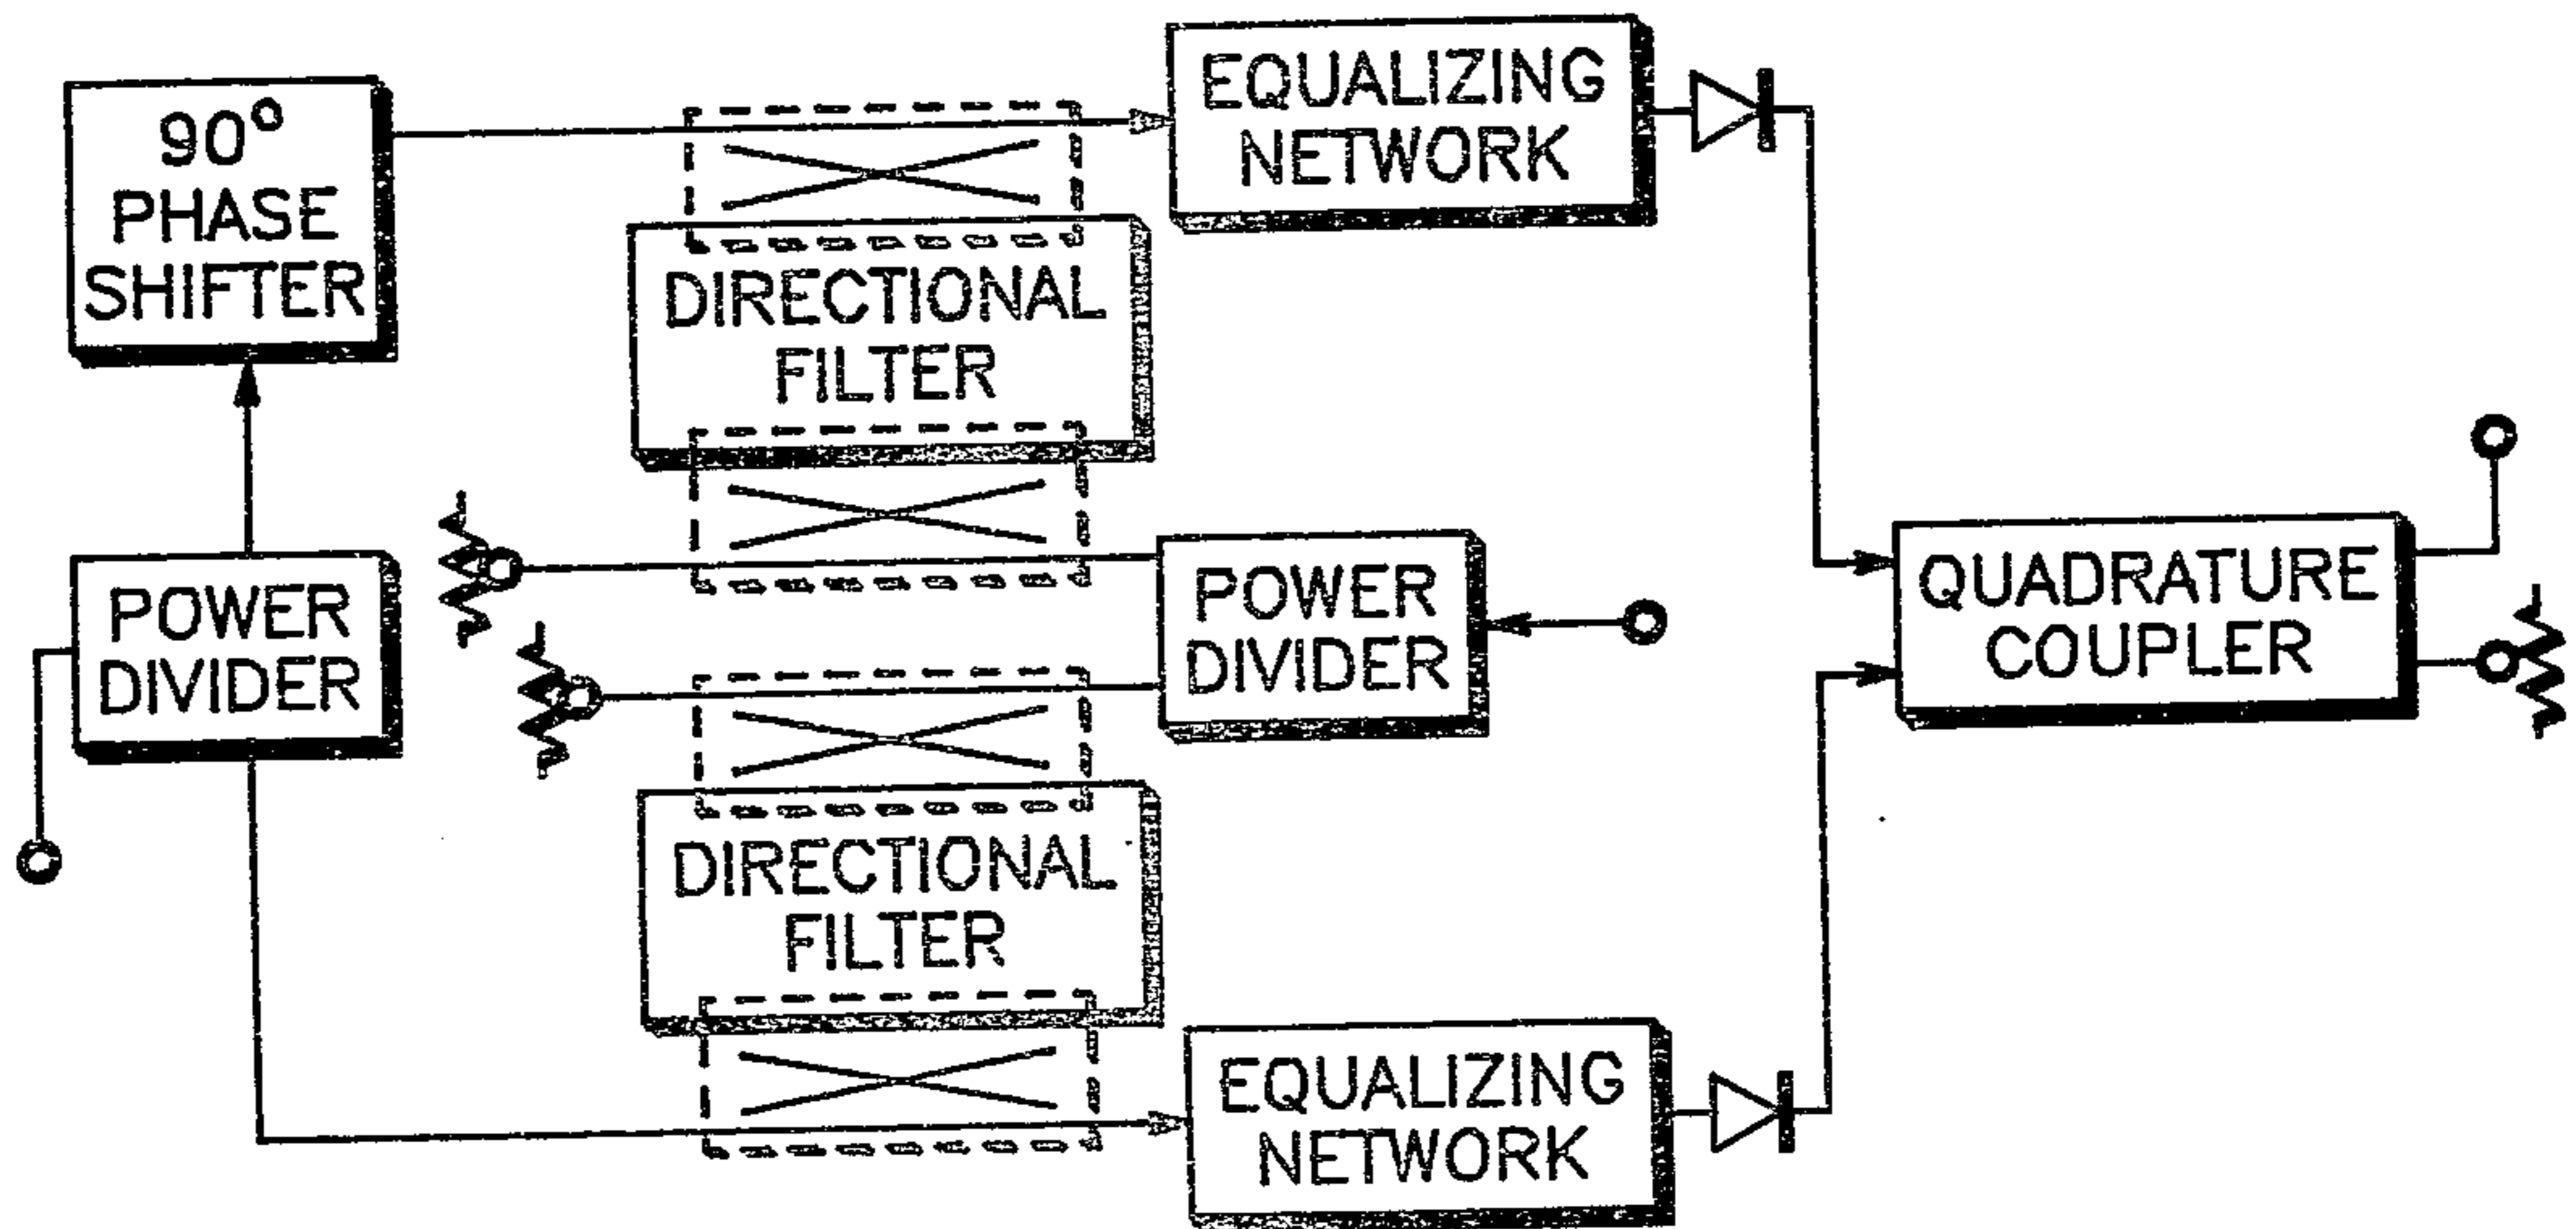 90°
PHASE
SHIFTER
EQUALIZING
NETWORK
DIRECTIONAL
FILTER
POWER
DIVIDER
POWER
DIVIDER
QUADRATURE
COUPLER
DIRECTIONAL
FILTER
EQUALIZING
NETWORK